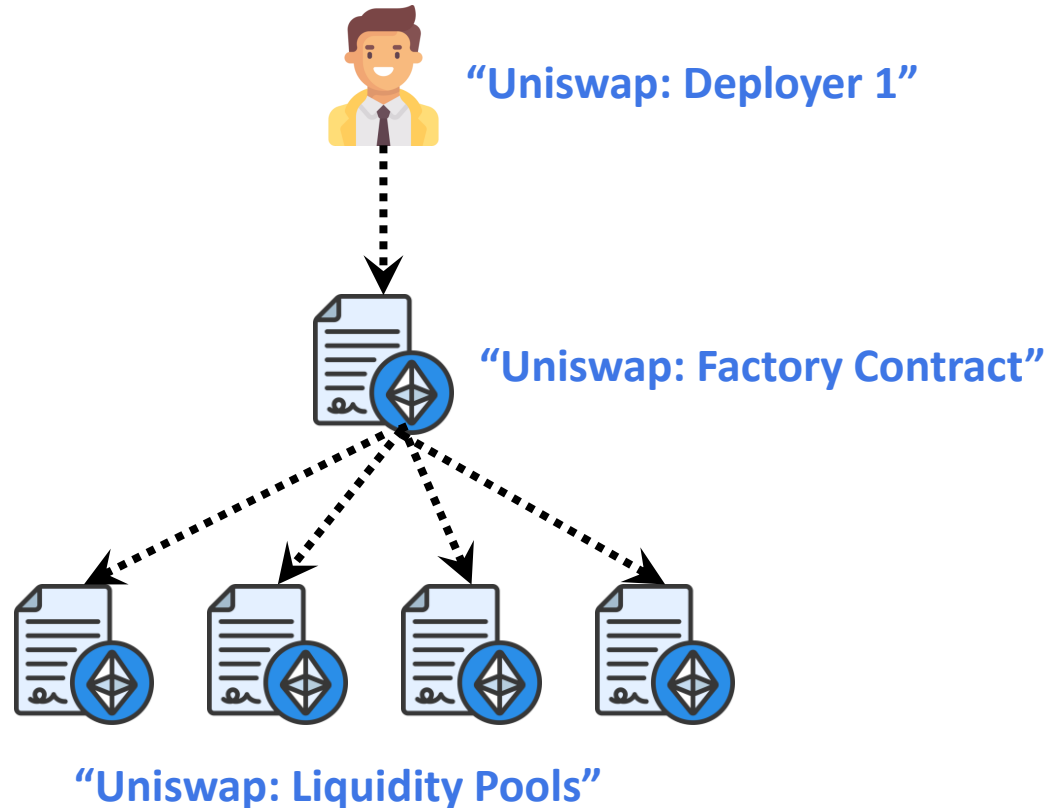 “Uniswap: Deployer 1”
“Uniswap: Factory Contract”
“Uniswap: Liquidity Pools”